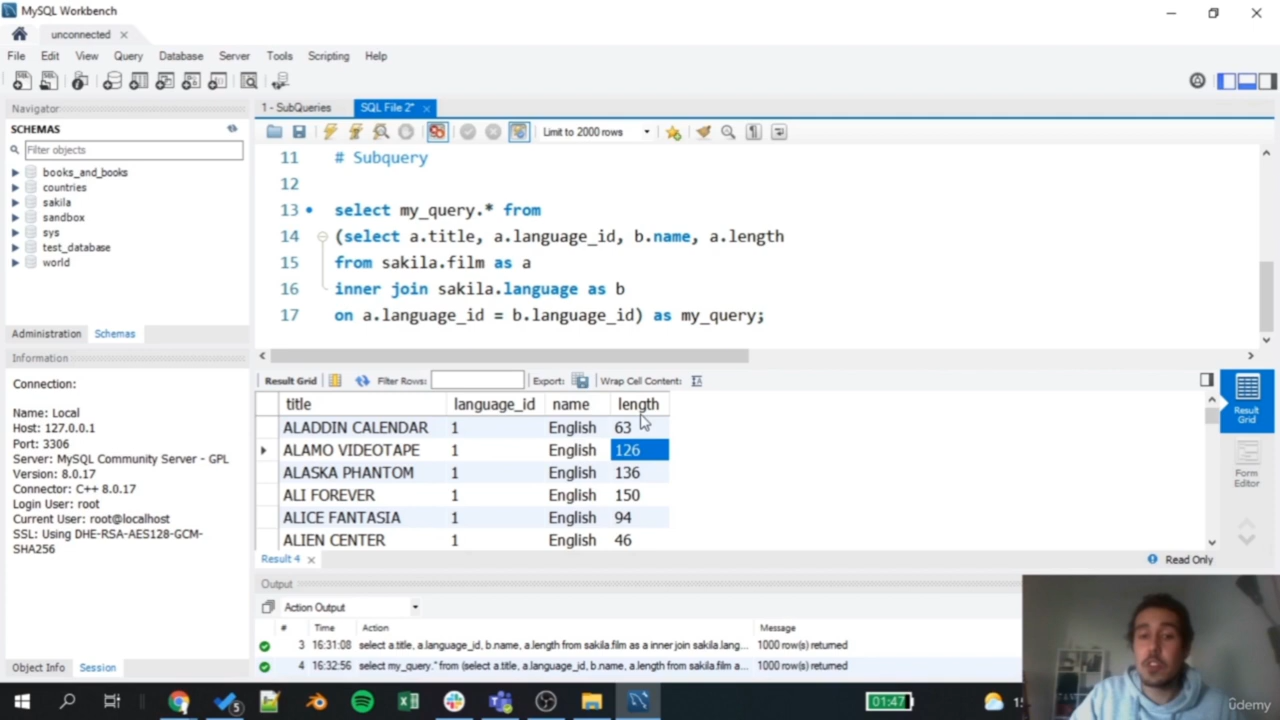 MySQL Workbench
unconnected
File Edit View Query Database Server Tools Scripting Help
Navigator
SCHEMAS
Filter objects
books_and_books
countries
sakila
sandbox
sys
test_database
world
Administration Schemas
Information
Connection:
Name: Local
Host: 127.0.0.1
Port: 3306
Server: MySQL Community Server - GPL
Version: 8.0.17
Connector: C++ 8.0.17
Login User: root
Current User: root@localhost
SSL: Using DHE-RSA-AES128-GCM-
SHA256
Object Info Session
1 - SubQueries SQL File 2*
Limit to 2000 rows
11 # Subquery
12
13 select my_query.* from
14 (select a.title, a.language_id, b.name, a.length
15 from sakila.film as a
16 inner join sakila.language as b
17 on a.language_id = b.language_id) as my_query;
Result Grid Filter Rows: Export: Wrap Cell Content:
title language_id name length
ALADDIN CALENDAR 1 English 63
ALAMO VIDEOTAPE 1 English 126
ALASKA PHANTOM 1 English 136
ALI FOREVER 1 English 150
ALICE FANTASIA 1 English 94
ALIEN CENTER 1 English 46
Result Grid
Form Editor
Result 4 Read Only
Output
Action Output
# Time Action Message
3 16:31:08 select a.title, a.language_id, b.name, a.length from sakila.film as a inner join sakila.lang... 1000 row(s) returned
4 16:32:56 select my_query.* from (select a.title, a.language_id, b.name, a.length from sakila.film a... 1000 row(s) returned
5
01:47
ûdemy